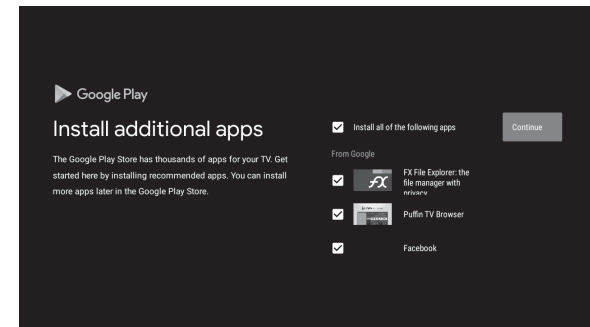 Google Play
Install additional apps
The Google Play Store has thousands of apps for your TV. Get
started here by installing recommended apps. You can install
more apps later in the Google Play Store.
Install all of the following apps
Continue
From Google
FX
FX File Explorer: the
file manager with
privacy
Puffin TV Browser
Facebook